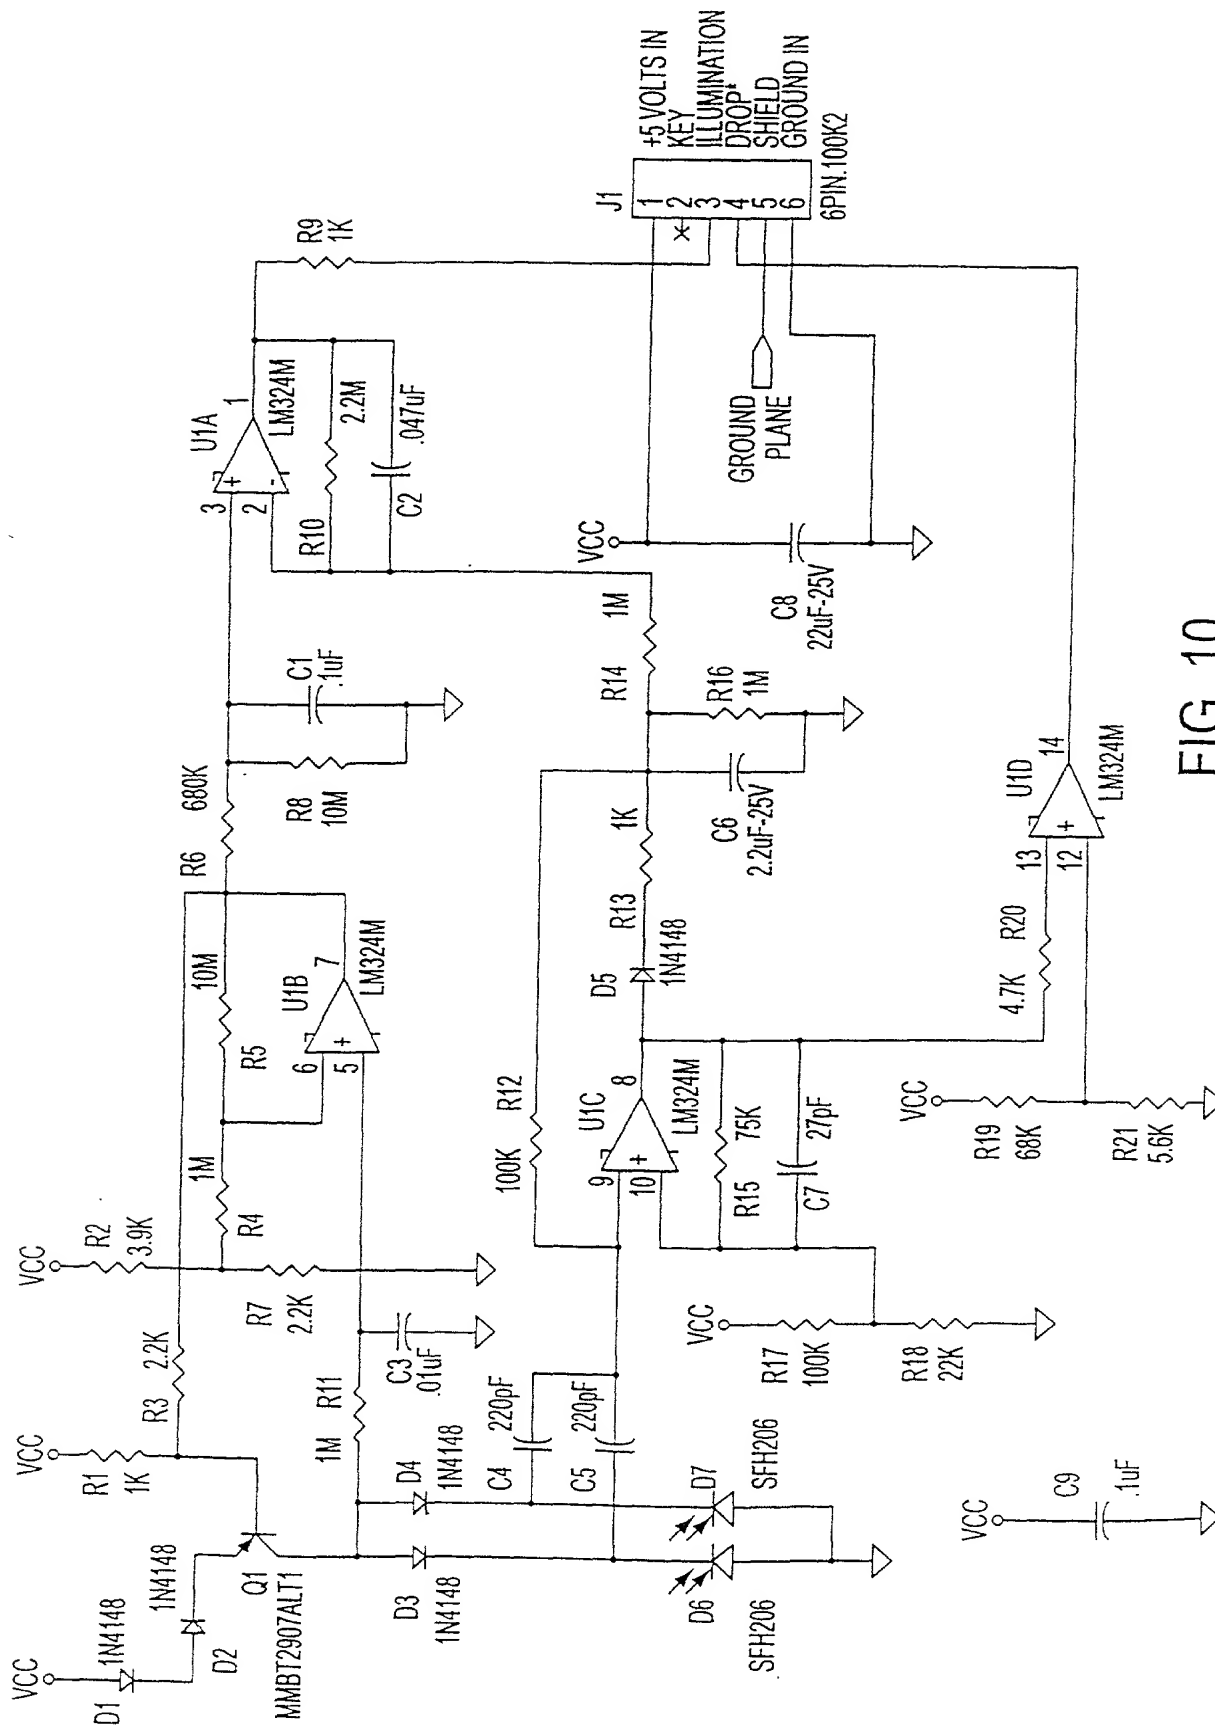 VCC
D1
1N4148
D2
1N4148
Q1
MMBT2907ALT1
VCC
R1
1K
R3
2.2K
VCC
R2
3.9K
R4
1M
R7
2.2K
R5
10M
6
5
+
U1B
7
LM324M
R6
680K
R8
10M
C1
.1uF
3
2
+
-
U1A
1
LM324M
R10
2.2M
C2
.047uF
R9
1K
1M
R11
C3
.01uF
D3
1N4148
D4
1N4148
C4
220pF
C5
220pF
D6
SFH206
D7
SFH206
100K
R12
9
10
+
U1C
8
LM324M
R15
75K
C7
27pF
VCC
R17
100K
R18
22K
D5
1N4148
R13
1K
C6
2.2uF-25V
R14
1M
R16
1M
VCC
C8
22uF-25V
GROUND
PLANE
J1
1
2
3
4
5
6
+5 VOLTS IN
KEY
ILLUMINATION
DROP*
SHIELD
GROUND IN
6PIN.100K2
VCC
R19
68K
R21
5.6K
4.7K
R20
13
12
+
U1D
14
LM324M
VCC
C9
.1uF
FIG. 10